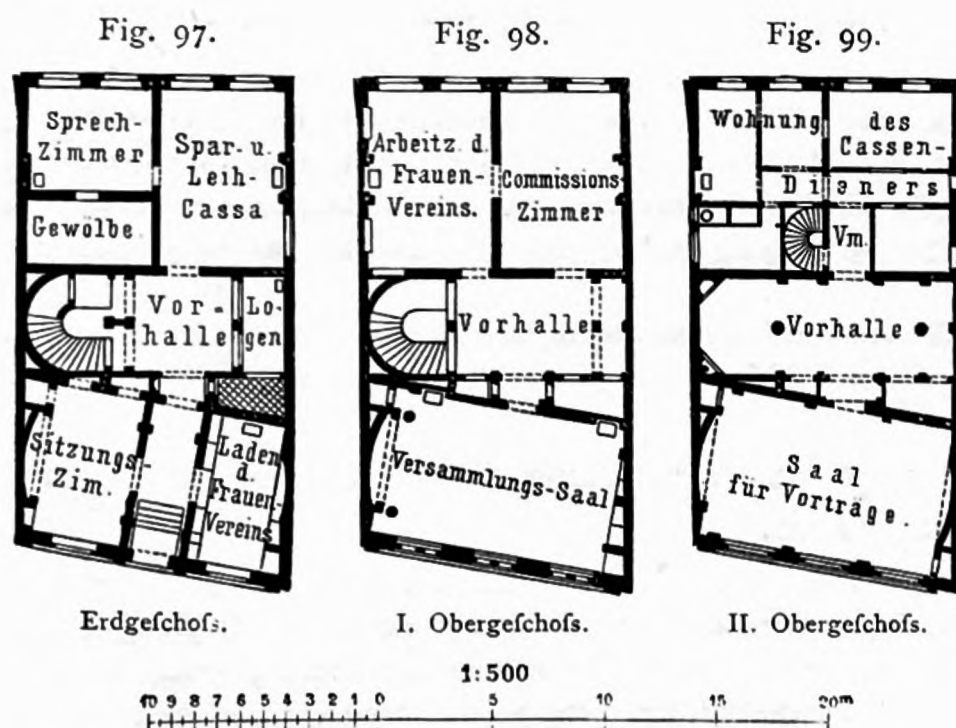 Fig. 97.
Sprech-
Zimmer
Spar- u.
Leih-
Cassa
Gewölbe.
Vor-
halle
Lo-
gen
Sitzungs-
Zim.
Laden
d.
Frauen-
Vereins
Erdgeſchoſs.
Fig. 98.
Arbeitz. d.
Frauen-
Vereins.
Commissions-
Zimmer
Vorhalle
Versammlungs-Saal
I. Obergeſchoſs.
Fig. 99.
Wohnung des
Cassen-
Dieners
Vm.
Vorhalle
Saal
für Vorträge.
II. Obergeſchoſs.
1:500
10 9 8 7 6 5 4 3 2 1 0 5 10 15 20m